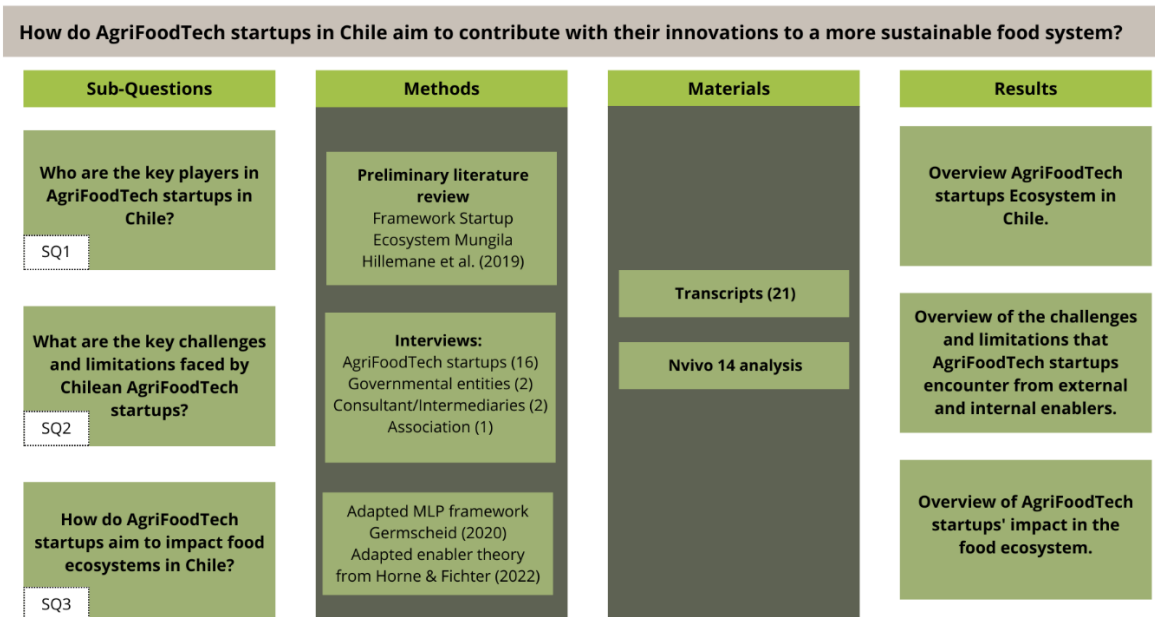 How do AgriFoodTech startups in Chile aim to contribute with their innovations to a more sustainable food system?
Sub-Questions
Who are the key players in
AgriFoodTech startups in
Chile?
SQ1
What are the key challenges
and limitations faced by
Chilean AgriFoodTech
startups?
SQ2
How do AgriFoodTech
startups aim to impact food
ecosystems in Chile?
SQ3
Methods
Preliminary literature
review
Framework Startup
Ecosystem Mungila
Hillemane et al. (2019)
Interviews:
AgriFoodTech startups (16)
Governmental entities (2)
Consultant/Intermediaries (2)
Association (1)
Adapted MLP framework
Germscheid (2020)
Adapted enabler theory
from Horne & Fichter (2022)
Materials
Transcripts (21)
Nvivo 14 analysis
Results
Overview AgriFoodTech
startups Ecosystem in
Chile.
Overview of the challenges
and limitations that
AgriFoodTech startups
encounter from external
and internal enablers.
Overview of AgriFoodTech
startups' impact in the
food ecosystem.